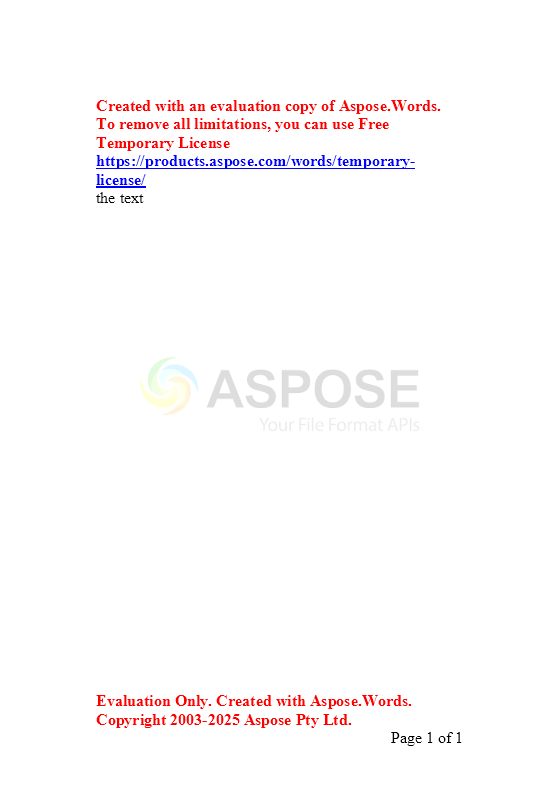 Created with an evaluation copy of Aspose.Words.
To remove all limitations, you can use Free
Temporary License
https://products.aspose.com/words/temporary-
license/
the text
ASPOSE
Your File Format APIs
Evaluation Only. Created with Aspose.Words.
Copyright 2003-2025 Aspose Pty Ltd.
Page 1 of 1